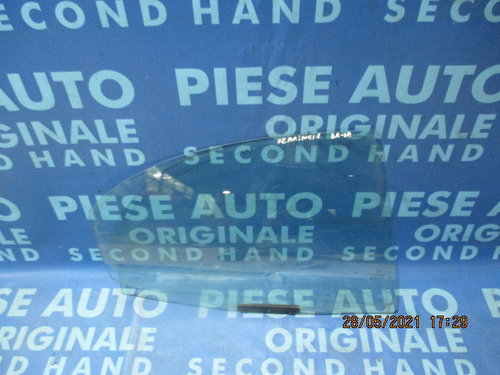 SECOND HAND SECOND HAND
PIESE AUTO PIESE AUTO
ORIGINALE ORIGINALE
SECOND HAND SECOND HAND
PIESE AUTO PIESE
ORIGINALE ORIGINALE
SECOND HAND SECOND HAND
PIESE AUTO PIESE AUTO
ORIGINALE ORIGINALE
SECOND HAND SECOND HAND
28/05/2021 17:29